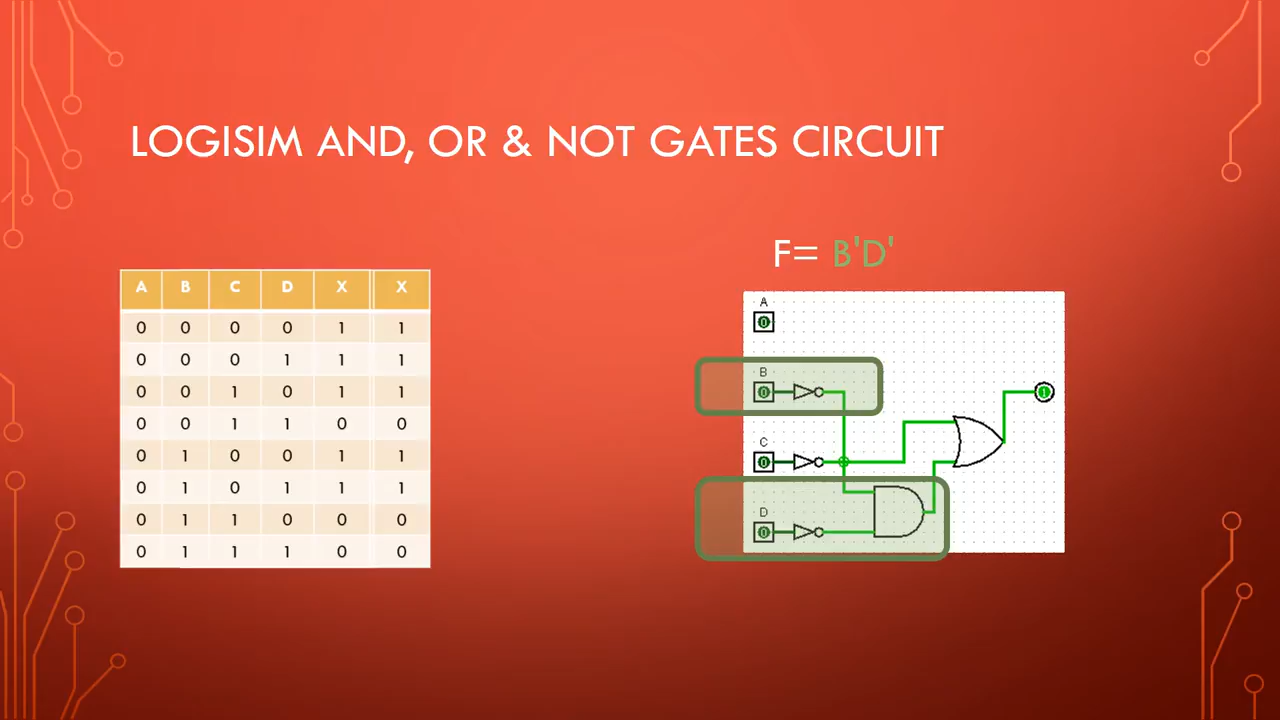 LOGISIM AND, OR & NOT GATES CIRCUIT
F= B'D'
A B C D X X
0 0 0 0 1 1
0 0 0 1 1 1
0 0 1 0 1 1
0 0 1 1 0 0
0 1 0 0 1 1
0 1 0 1 1 1
0 1 1 0 0 0
0 1 1 1 0 0
A
0
B
0
1
C
0
D
0